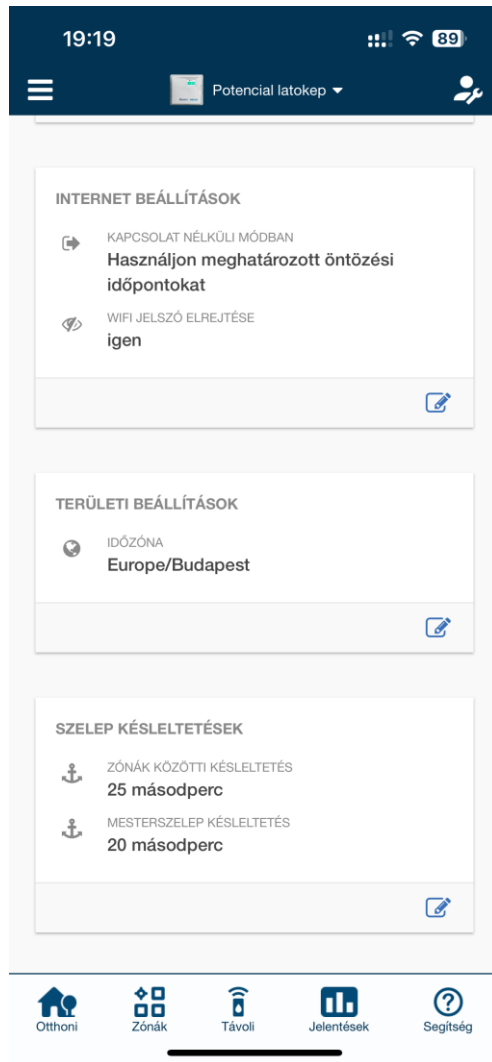 19:19
89
Potencial latokep
INTERNET BEÁLLÍTÁSOK
KAPCSOLAT NÉLKÜLI MÓDBAN
Használjon meghatározott öntözési
időpontokat
WIFI JELSZÓ ELREJTÉSE
igen
TERÜLETI BEÁLLÍTÁSOK
IDŐZÓNA
Europe/Budapest
SZELEP KÉSLELTETÉSEK
ZÓNÁK KÖZÖTTI KÉSLELTETÉS
25 másodperc
MESTERSZELEP KÉSLELTETÉS
20 másodperc
Otthoni
Zónák
Távoli
Jelentések
Segítség